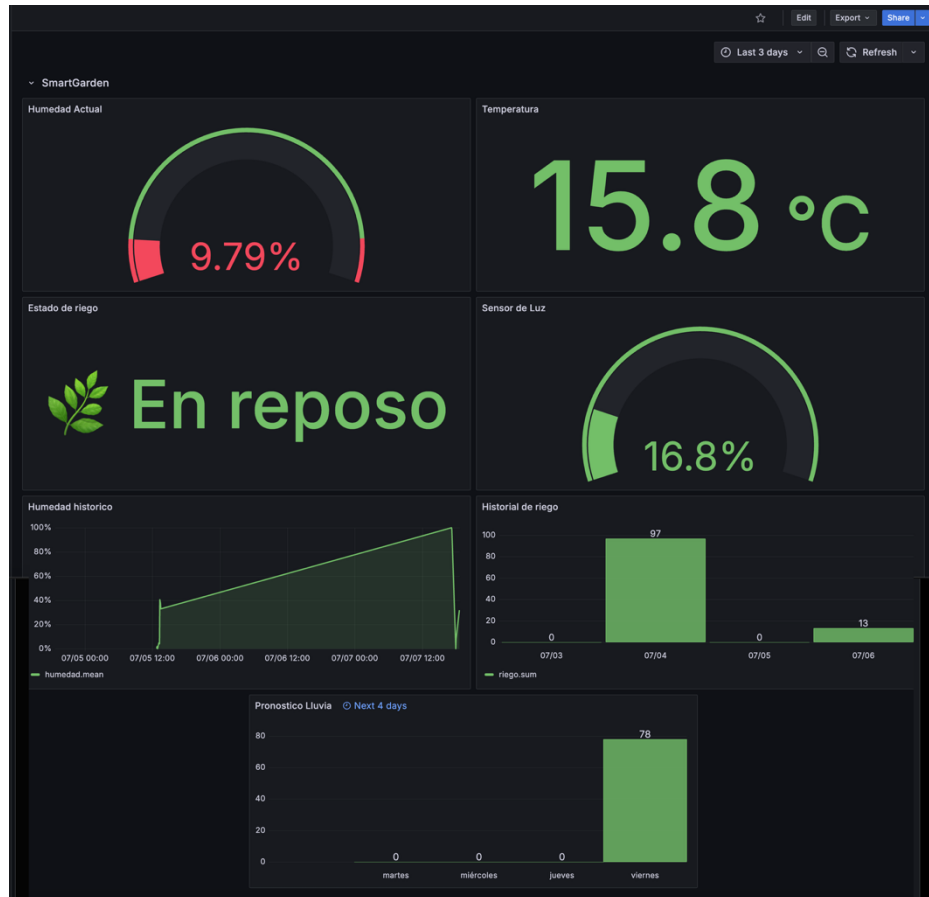 Edit Export Share
Last 3 days Refresh
SmartGarden
Humedad Actual
9.79%
Temperatura
15.8 °C
Estado de riego
En reposo
Sensor de Luz
16.8%
Humedad historico
100%
80%
60%
40%
20%
0%
07/05 00:00 07/05 12:00 07/06 00:00 07/06 12:00 07/07 00:00 07/07 12:00
humedad.mean
Historial de riego
100
80
60
40
20
0
0 97 0 13
07/03 07/04 07/05 07/06
riego.sum
Pronostico Lluvia Next 4 days
80
60
40
20
0
0 0 0 78
martes miércoles jueves viernes